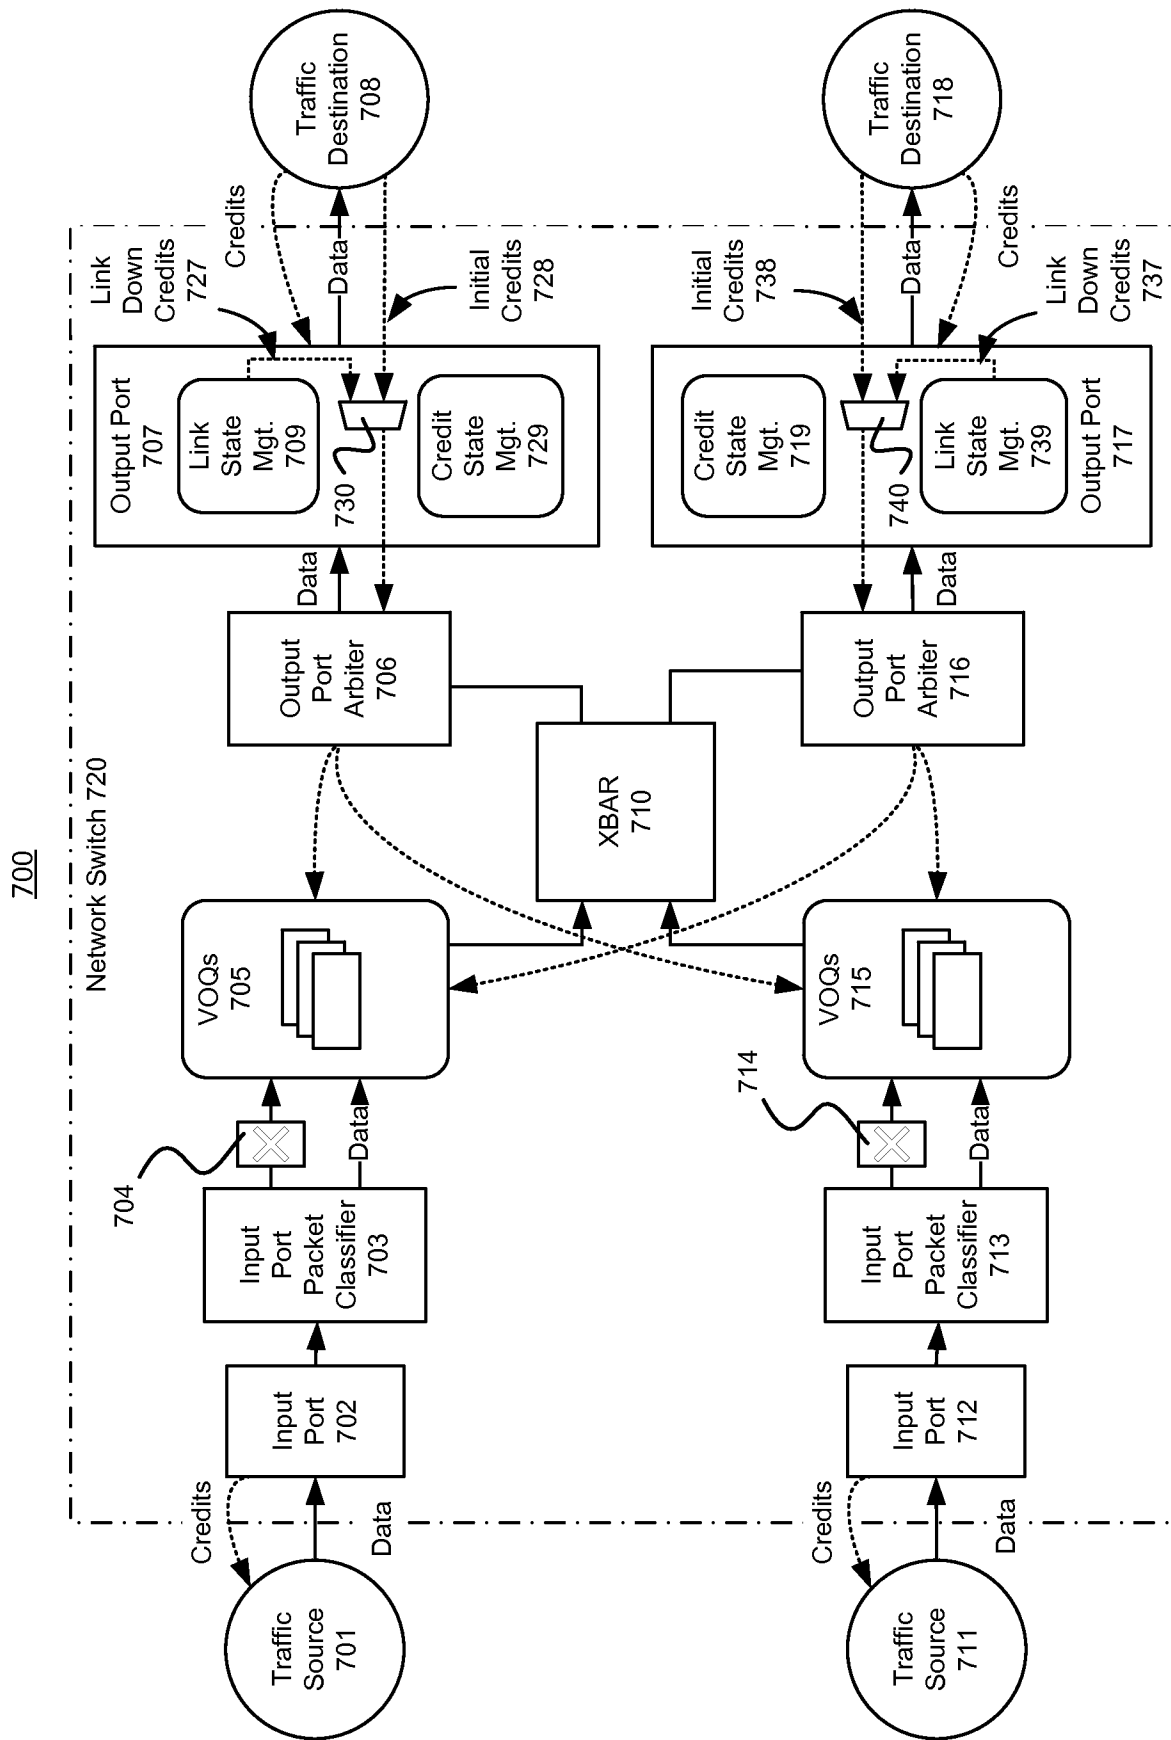 700
Network Switch 720
Traffic
Source
701
Credits
Data
Input
Port
702
Input
Port
Packet
Classifier
703
704
Data
VOQs
705
Output
Port
Arbiter
706
Data
Output Port
707
Link
State
Mgt.
709
730
Credit
State
Mgt.
729
Link
Down
Credits
727
Credits
Data
Initial
Credits
728
Traffic
Destination
708
XBAR
710
Traffic
Source
711
Credits
Data
Input
Port
712
Input
Port
Packet
Classifier
713
714
Data
VOQs
715
Output
Port
Arbiter
716
Data
Credit
State
Mgt.
719
740
Link
State
Mgt.
739
Output Port
717
Initial
Credits
738
Data
Credits
Link
Down
Credits
737
Traffic
Destination
718